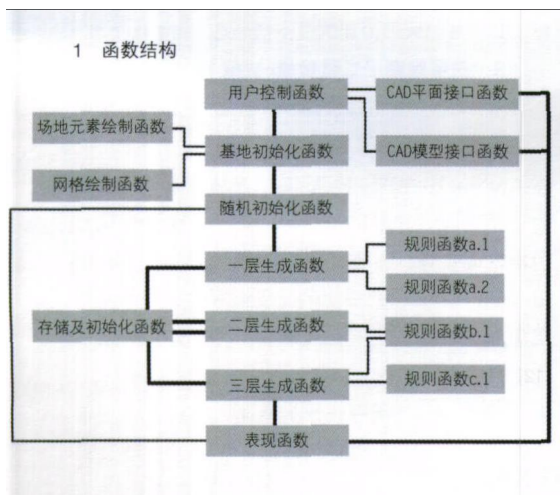 1 函数结构
用户控制函数
CAD平面接口函数
场地元素绘制函数
基地初始化函数
CAD模型接口函数
网格绘制函数
随机初始化函数
规则函数a.1
一层生成函数
规则函数a.2
存储及初始化函数
二层生成函数
规则函数b.1
三层生成函数
规则函数c.1
表现函数